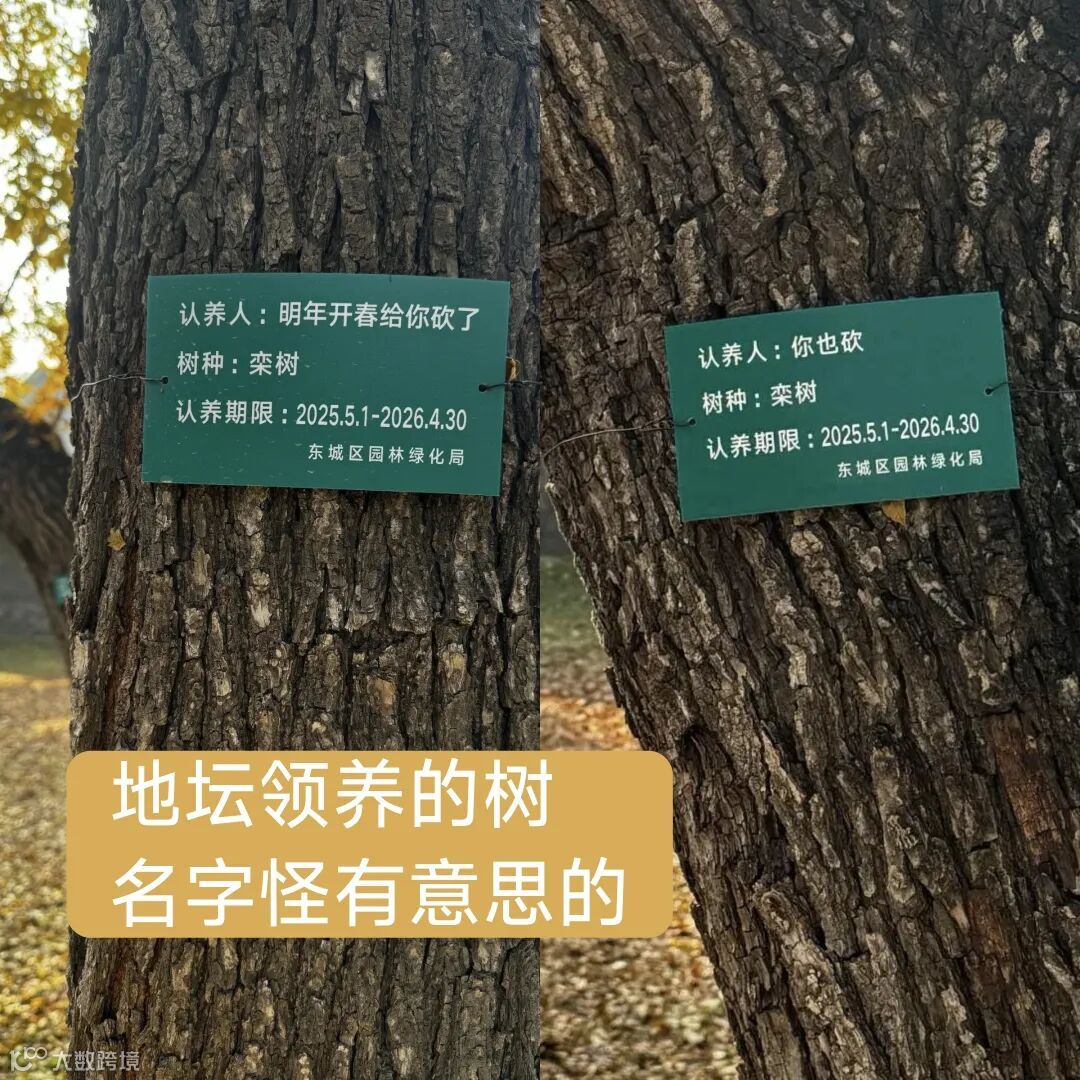 认养人：明年开春给你砍了
树种：栾树
认养期限：2025.5.1-2026.4.30
东城区园林绿化局
认养人：你也砍
树种：栾树
认养期限：2025.5.1-2026.4.30
东城区园林绿化局
地坛领养的树
名字怪有意思的
大数跨境